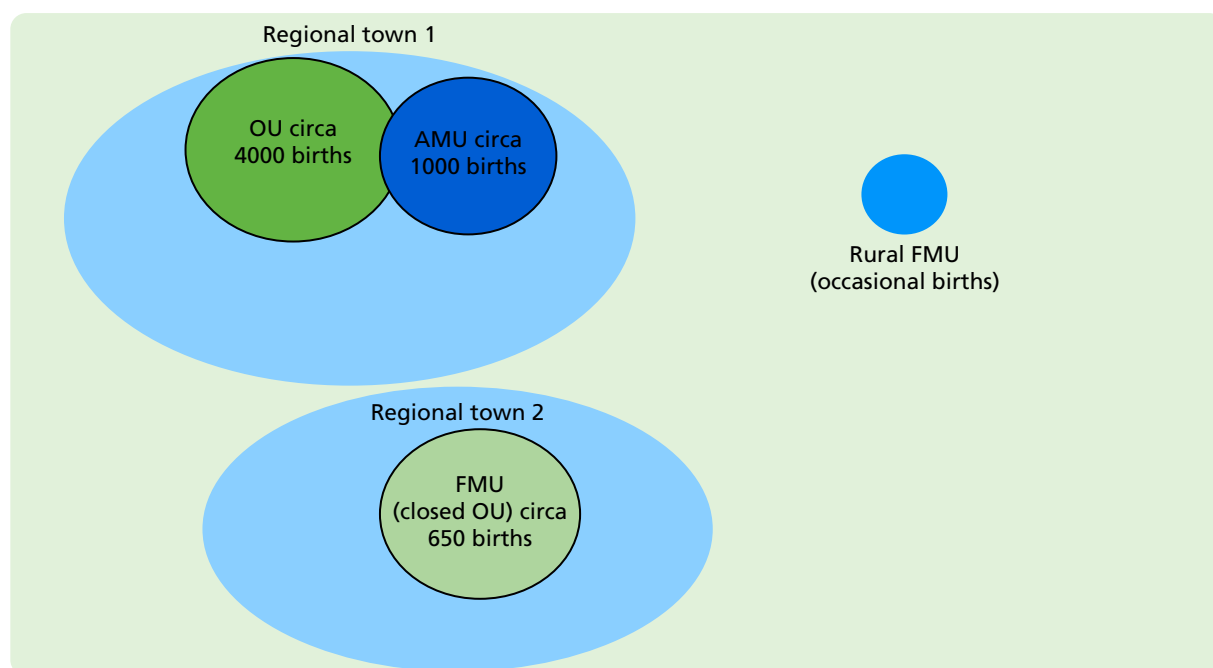 Regional town 1
OU circa
4000 births
AMU circa
1000 births
Rural FMU
(occasional births)
Regional town 2
FMU
(closed OU) circa
650 births